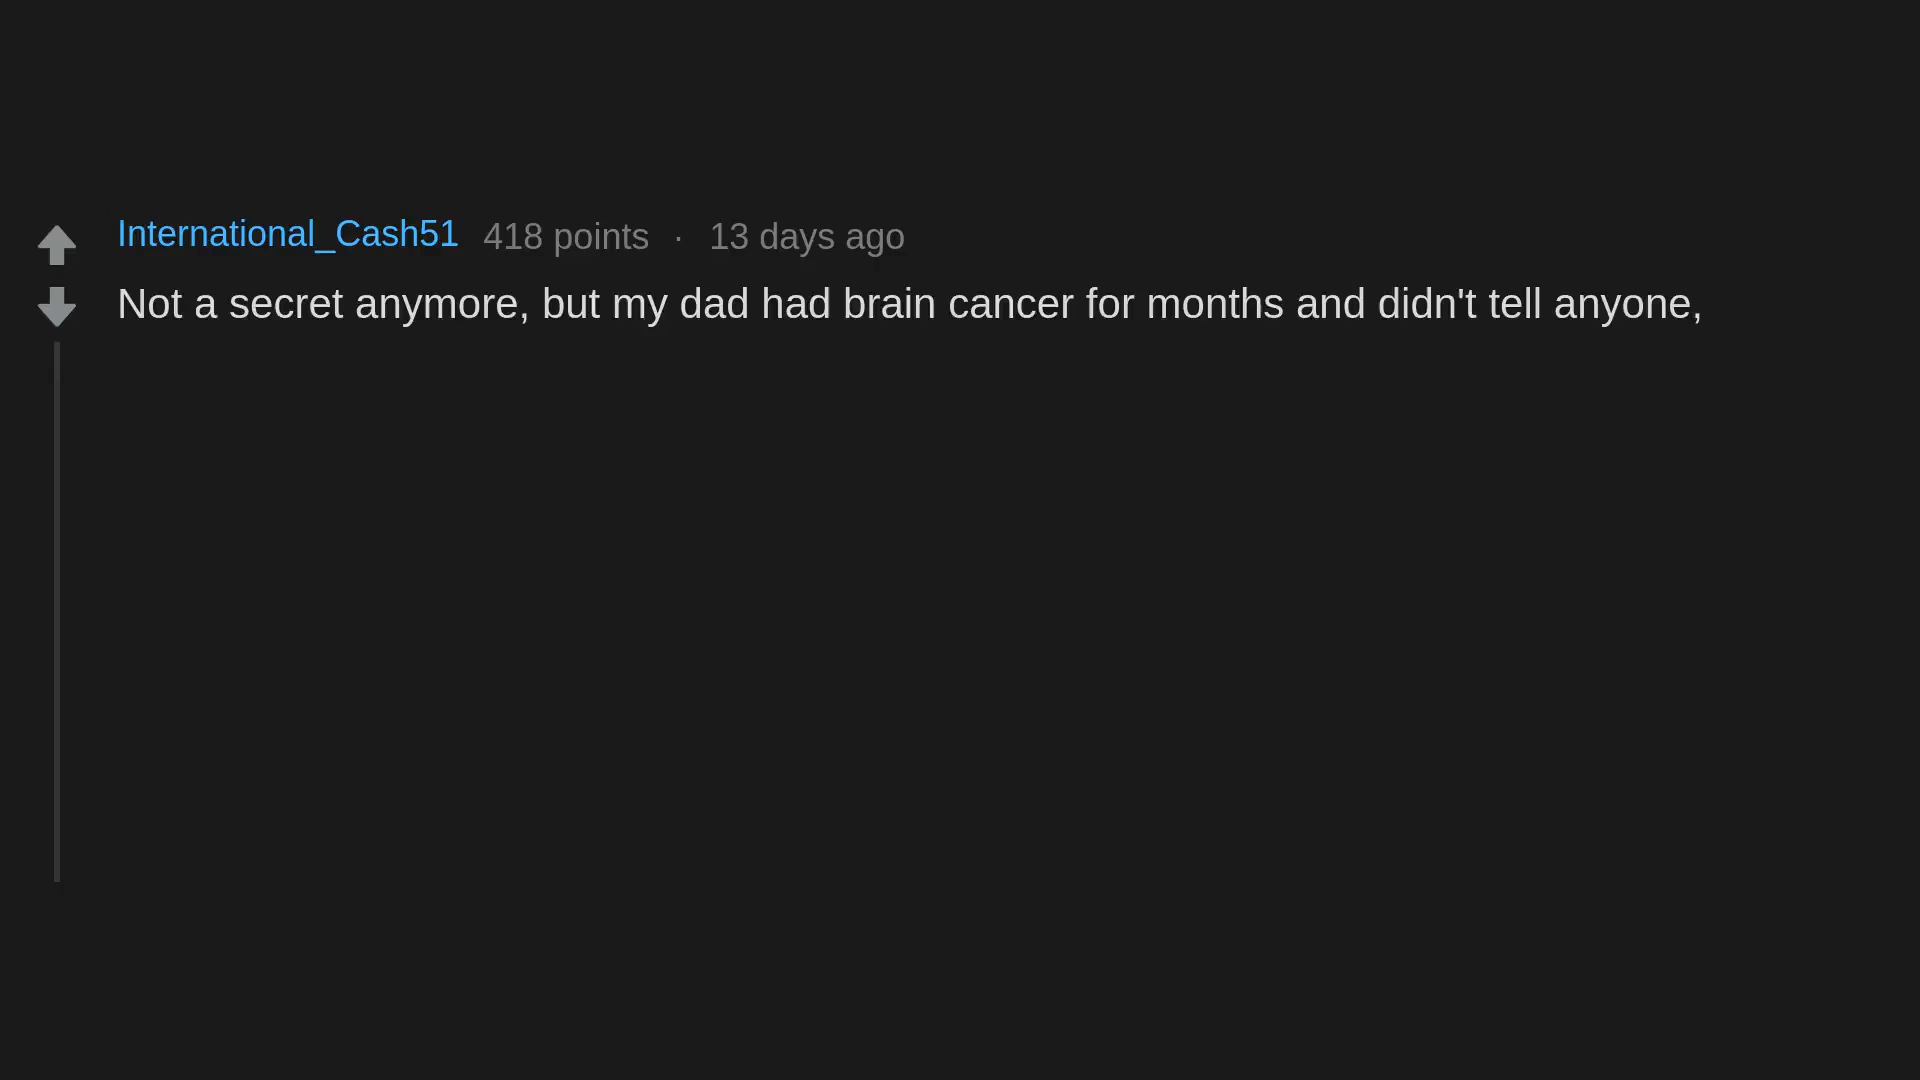 International_Cash51 418 points · 13 days ago
Not a secret anymore, but my dad had brain cancer for months and didn't tell anyone,